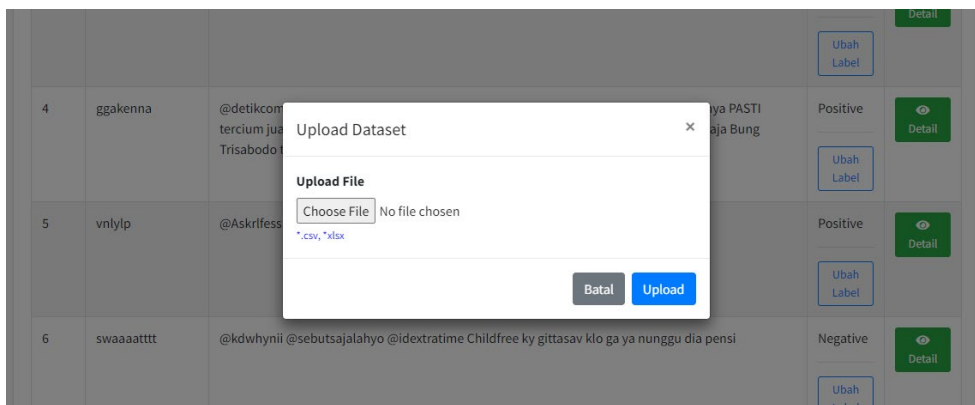 Detail
Ubah
Label
4 ggakenna @detikcom ya PASTI Positive Detail
tercium jua aja Bung
Trisabodo t
Ubah
Label
Upload Dataset ×
Upload File
Choose File No file chosen
*.csv, *xlsx
Batal Upload
5 vnlylp @Askrlfess Positive Detail
Ubah
Label
6 swaaaatttt @kdwhynii @sebutsajalahyo @idextratime Childfree ky gittasav klo ga ya nunggu dia pensi Negative Detail
Ubah